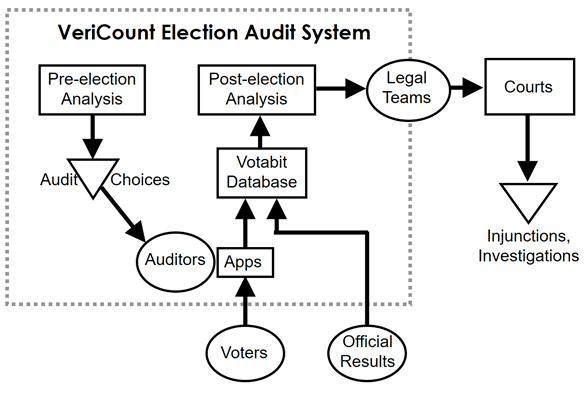 VeriCount Election Audit System
Pre-election
Analysis
Post-election
Analysis
Legal
Teams
Courts
Audit Choices
Votabit
Database
Auditors
Apps
Injunctions,
Investigations
Voters
Official
Results